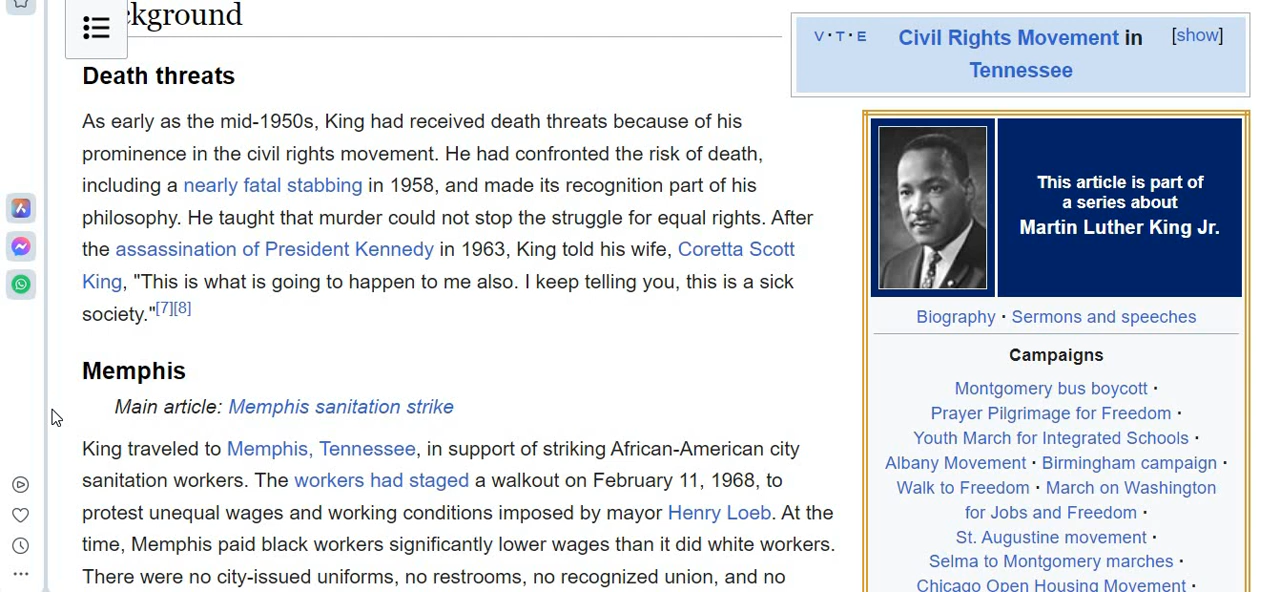 ckground
Death threats
As early as the mid-1950s, King had received death threats because of his
prominence in the civil rights movement. He had confronted the risk of death,
including a nearly fatal stabbing in 1958, and made its recognition part of his
philosophy. He taught that murder could not stop the struggle for equal rights. After
the assassination of President Kennedy in 1963, King told his wife, Coretta Scott
King, "This is what is going to happen to me also. I keep telling you, this is a sick
society."[7][8]
Memphis
Main article: Memphis sanitation strike
King traveled to Memphis, Tennessee, in support of striking African-American city
sanitation workers. The workers had staged a walkout on February 11, 1968, to
protest unequal wages and working conditions imposed by mayor Henry Loeb. At the
time, Memphis paid black workers significantly lower wages than it did white workers.
There were no city-issued uniforms, no restrooms, no recognized union, and no
V · T · E Civil Rights Movement in [show]
Tennessee
This article is part of
a series about
Martin Luther King Jr.
Biography · Sermons and speeches
Campaigns
Montgomery bus boycott ·
Prayer Pilgrimage for Freedom ·
Youth March for Integrated Schools ·
Albany Movement · Birmingham campaign ·
Walk to Freedom · March on Washington
for Jobs and Freedom ·
St. Augustine movement ·
Selma to Montgomery marches ·
Chicago Open Housing Movement ·